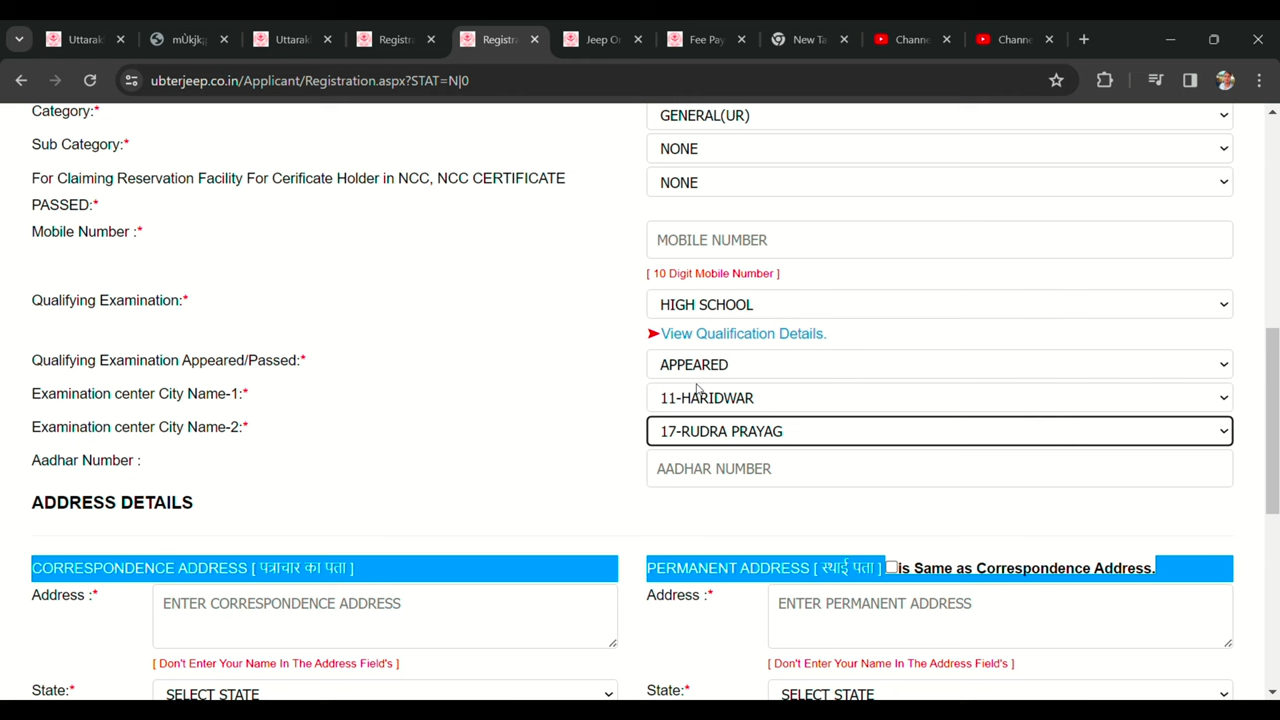 Uttarak
mÙkjk
Uttarak
Registra
Registra
Jeep O
Fee Pay
New Ta
Channe
Channe
ubterjeep.co.in/Applicant/Registration.aspx?STAT=N|0
Category:* GENERAL(UR)
Sub Category:* NONE
For Claiming Reservation Facility For Cerificate Holder in NCC, NCC CERTIFICATE NONE
PASSED:*
Mobile Number :* MOBILE NUMBER
[ 10 Digit Mobile Number ]
Qualifying Examination:* HIGH SCHOOL
➤View Qualification Details.
Qualifying Examination Appeared/Passed:* APPEARED
Examination center City Name-1:* 11-HARIDWAR
Examination center City Name-2:* 17-RUDRA PRAYAG
Aadhar Number : AADHAR NUMBER
ADDRESS DETAILS
CORRESPONDENCE ADDRESS [ पत्राचार का पता ] PERMANENT ADDRESS [ स्थाई पता ] is Same as Correspondence Address.
Address :* ENTER CORRESPONDENCE ADDRESS Address :* ENTER PERMANENT ADDRESS
[ Don't Enter Your Name In The Address Field's ] [ Don't Enter Your Name In The Address Field's ]
State:* SELECT STATE State:* SELECT STATE